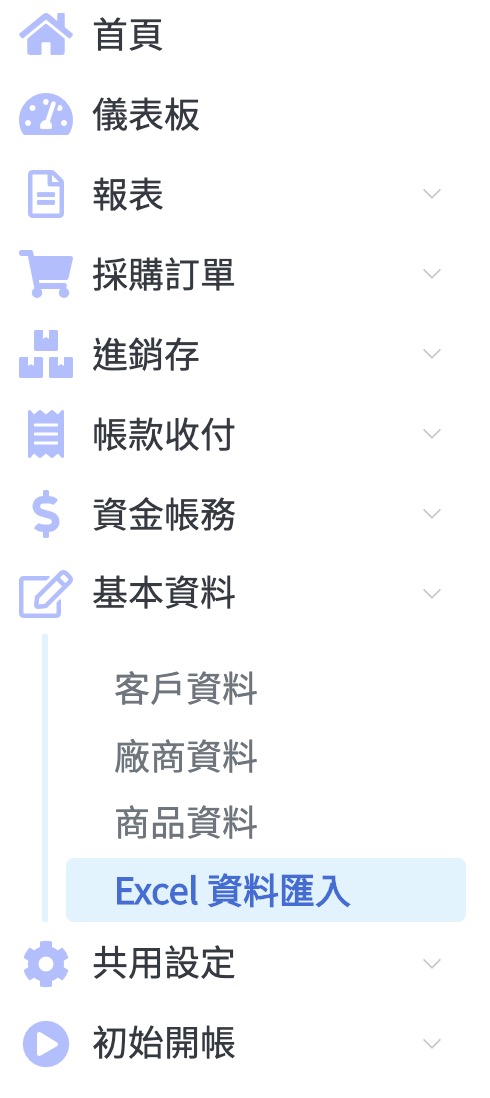 首頁
儀表板
報表
採購訂單
進銷存
帳款收付
資金帳務
基本資料
客戶資料
廠商資料
商品資料
Excel 資料匯入
共用設定
初始開帳